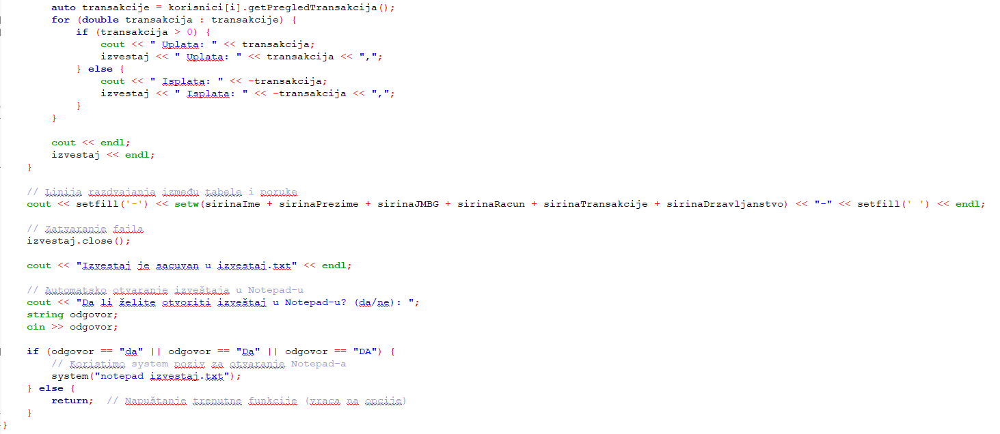 auto transakcije = korisnici[i].getPregledTransakcija();
for (double transakcija : transakcije) {
if (transakcija > 0) {
cout << " Uplata: " << transakcija;
izvestaj << " Uplata: " << transakcija << ",";
} else {
cout << " Isplata: " << -transakcija;
izvestaj << " Isplata: " << -transakcija << ",";
}
}
cout << endl;
izvestaj << endl;
}
// Linija razdvajanja između tabele i poruke
cout << setfill('-') << setw(sirinaIme + sirinaPrezime + sirinaJMBG + sirinaRacun + sirinaTransakcije + sirinaDrzavljanstvo) << "-" << setfill(' ') << endl;
// Zatvaranje fajla
izvestaj.close();
cout << "Izvestaj je sacuvan u izvestaj.txt" << endl;
// Automatsko otvaranje izveštaja u Notepad-u
cout << "Da li želite otvoriti izveštaj u Notepad-u? (da/ne): ";
string odgovor;
cin >> odgovor;
if (odgovor == "da" || odgovor == "Da" || odgovor == "DA") {
// Koristimo system poziv za otvaranje Notepad-a
system("notepad izvestaj.txt");
} else {
return;  // Napuštanje trenutne funkcije (vraca na opcije)
}
}